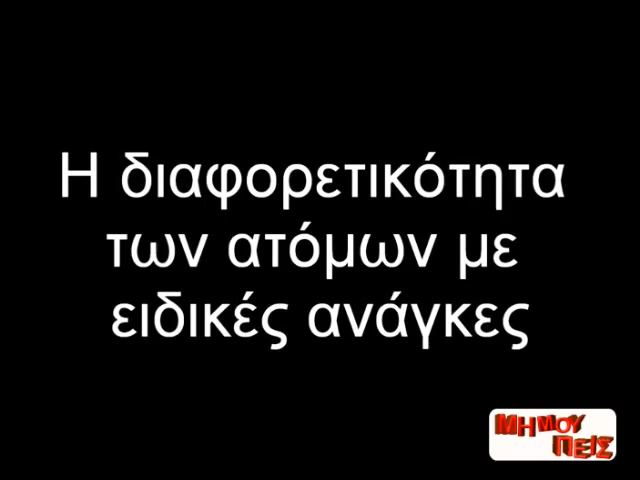 Η διαφορετικότητα
των ατόμων με
ειδικές ανάγκες
ΜΗ ΜΟΥ
ΠΕΙΣ